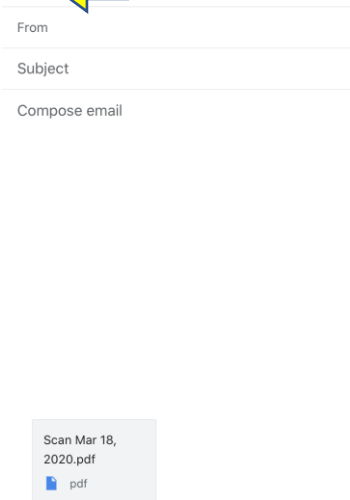 From
Subject
Compose email
Scan Mar 18,
2020.pdf
pdf